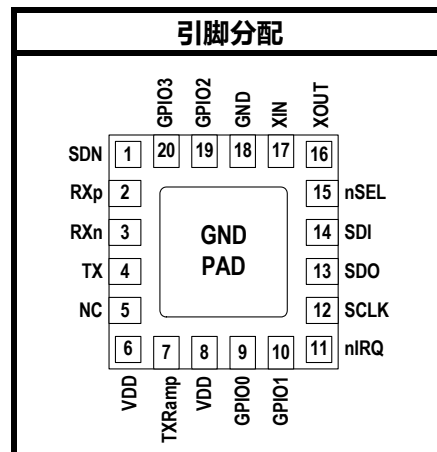 引脚分配
GPIO3 GPIO2 GND XIN XOUT
SDN 1 20 19 18 17 16
RXp 2 15 nSEL
RXn 3 GND 14 SDI
TX 4 PAD 13 SDO
NC 5 12 SCLK
6 7 8 9 10 11 nIRQ
VDD TXRamp VDD GPIO0 GPIO1